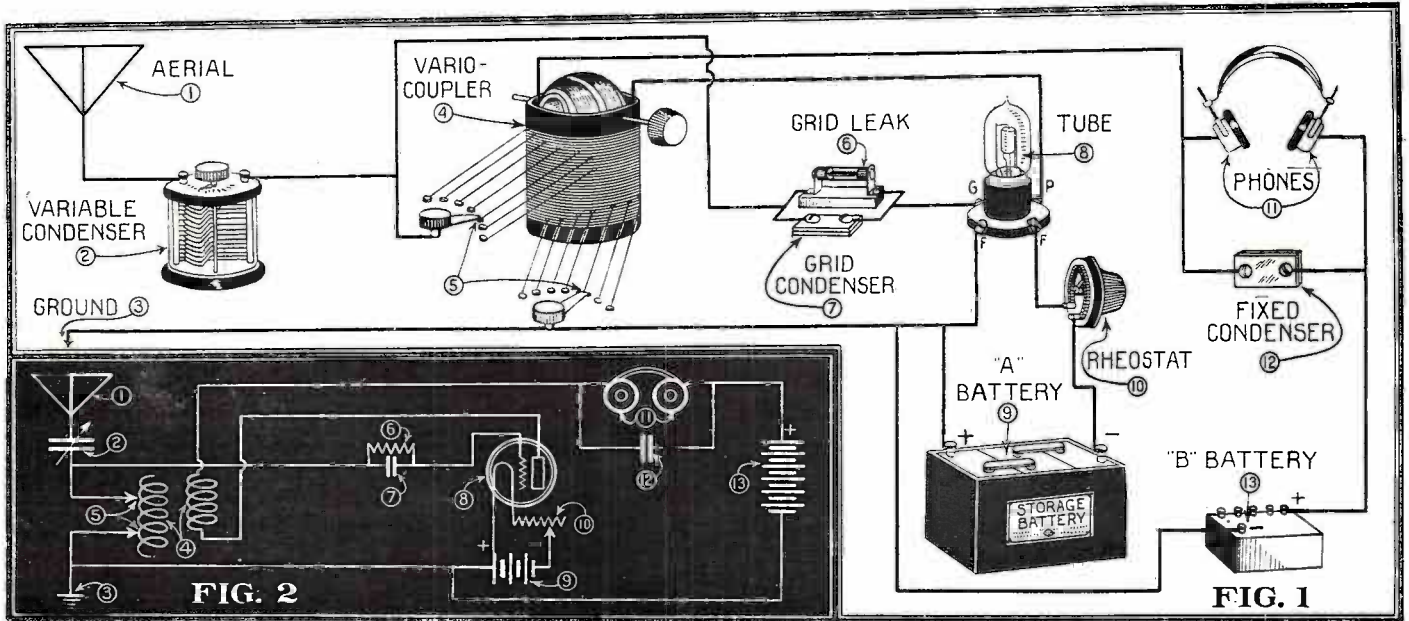 AERIAL
①
VARIABLE
CONDENSER
②
GROUND ③
VARIO-
COUPLER
④
⑤
GRID LEAK
⑥
GRID
CONDENSER
⑦
TUBE
⑧
G P
F F
PHONES
⑪
FIXED
CONDENSER
⑫
RHEOSTAT
⑩
"A"
BATTERY
⑨
+ −
STORAGE
BATTERY
"B" BATTERY
⑬
+
−
FIG. 1
①
②
③
④
⑤
⑥
⑦
⑧
+ −
⑨
⑩
⑪
⑫
+
⑬
FIG. 2